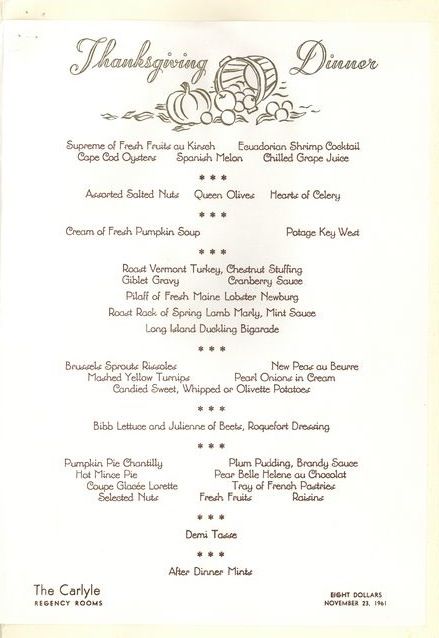 Thanksgiving Dinner
Supreme of Fresh Fruits au Kirsch Ecuadorian Shrimp Cocktail
Cape Cod Oysters Spanish Melon Chilled Grape Juice
* * *
Assorted Salted Nuts Queen Olives Hearts of Celery
* * *
Cream of Fresh Pumpkin Soup Potage Key West
* * *
Roast Vermont Turkey, Chestnut Stuffing
Giblet Gravy Cranberry Sauce
Pilaff of Fresh Maine Lobster Newburg
Roast Rack of Spring Lamb Marly, Mint Sauce
Long Island Duckling Bigarade
* * *
Brussels Sprouts Rissoles New Peas au Beurre
Mashed Yellow Turnips Pearl Onions in Cream
Candied Sweet, Whipped or Olivette Potatoes
* * *
Bibb Lettuce and Julienne of Beets, Roquefort Dressing
* * *
Pumpkin Pie Chantilly Plum Pudding, Brandy Sauce
Hot Mince Pie Pear Belle Helene au Chocolat
Coupe Glacée Lorette Tray of French Pastries
Selected Nuts Fresh Fruits Raisins
* * *
Demi Tasse
* * *
After Dinner Mints
The Carlyle
REGENCY ROOMS
EIGHT DOLLARS
NOVEMBER 23, 1961